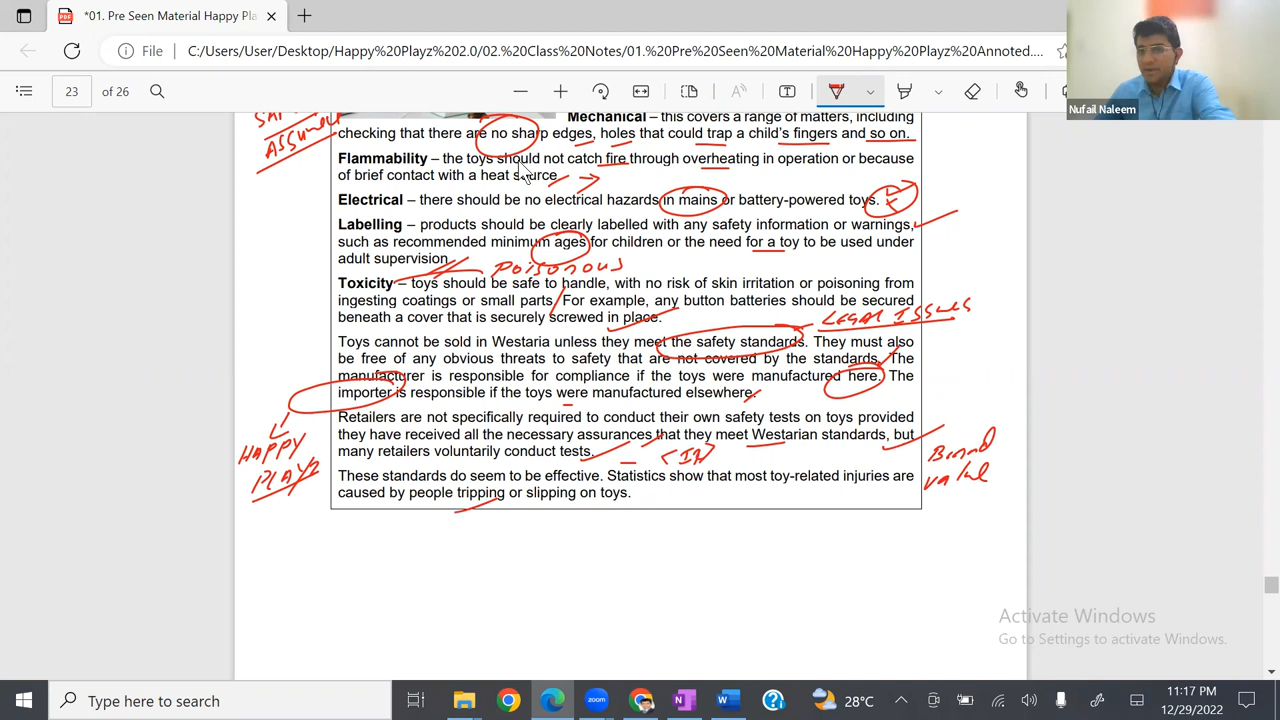 *01. Pre Seen Material Happy Pla
File
C:/Users/User/Desktop/Happy%20Playz%202.0/02.%20Class%20Notes/01.%20Pre%20Seen%20Material%20Happy%20Playz%20Annoted....
23 of 26
Nufail Naleem
ASSUMED
Mechanical – this covers a range of matters, including
checking that there are no sharp edges, holes that could trap a child's fingers and so on.
Flammability – the toys should not catch fire through overheating in operation or because
of brief contact with a heat source
Electrical – there should be no electrical hazards in mains or battery-powered toys.
Labelling – products should be clearly labelled with any safety information or warnings,
such as recommended minimum ages for children or the need for a toy to be used under
adult supervision
POISONOUS
Toxicity – toys should be safe to handle, with no risk of skin irritation or poisoning from
ingesting coatings or small parts. For example, any button batteries should be secured
beneath a cover that is securely screwed in place.
LEGAL ISSUES
Toys cannot be sold in Westaria unless they meet the safety standards. They must also
be free of any obvious threats to safety that are not covered by the standards. The
manufacturer is responsible for compliance if the toys were manufactured here. The
importer is responsible if the toys were manufactured elsewhere.
HAPPY
PLAYZ
Retailers are not specifically required to conduct their own safety tests on toys provided
they have received all the necessary assurances that they meet Westarian standards, but
many retailers voluntarily conduct tests.
Brand
value
These standards do seem to be effective. Statistics show that most toy-related injuries are
caused by people tripping or slipping on toys.
Activate Windows
Go to Settings to activate Windows.
Type here to search
zoom
28°C
11:17 PM
12/29/2022